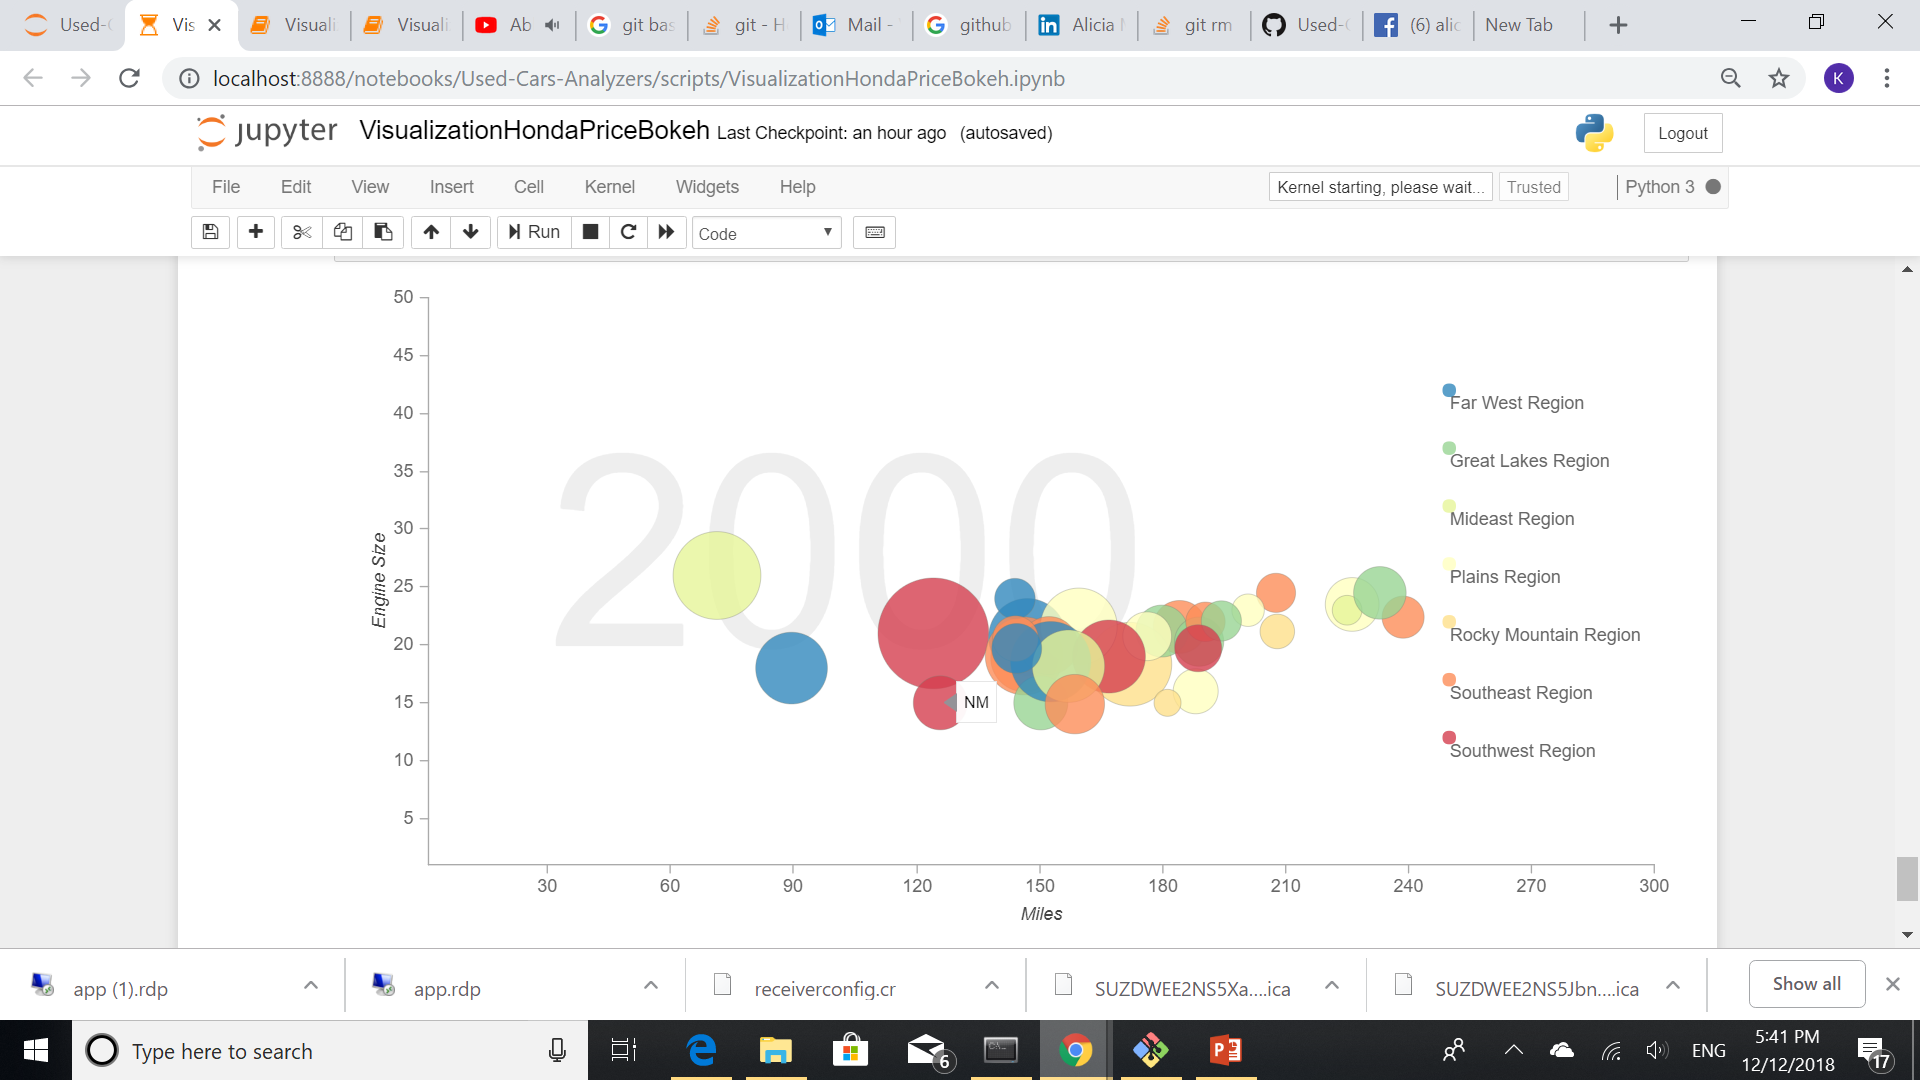 Used-C
Vis
Visuali
Visuali
Ab
git bas
git - H
Mail -
github
Alicia
git rm
Used-
(6) alic
New Tab
localhost:8888/notebooks/Used-Cars-Analyzers/scripts/VisualizationHondaPriceBokeh.ipynb
K
jupyter VisualizationHondaPriceBokeh Last Checkpoint: an hour ago (autosaved)
Logout
File Edit View Insert Cell Kernel Widgets Help
Kernel starting, please wait...
Trusted
Python 3
Run
Code
2000
50
45
40
35
30
25
20
15
10
5
Engine Size
NM
Far West Region
Great Lakes Region
Mideast Region
Plains Region
Rocky Mountain Region
Southeast Region
Southwest Region
30 60 90 120 150 180 210 240 270 300
Miles
app (1).rdp
app.rdp
receiverconfig.cr
SUZDWEE2NS5Xa....ica
SUZDWEE2NS5Jbn....ica
Show all
Type here to search
6
ENG
5:41 PM
12/12/2018
17